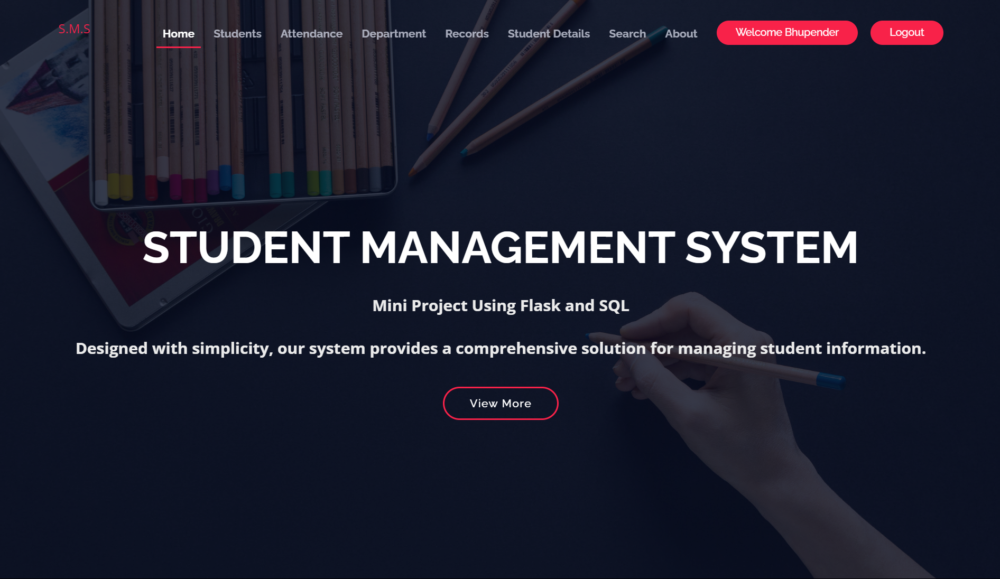 S.M.S
Home Students Attendance Department Records Student Details Search About Welcome Bhupender Logout
STUDENT MANAGEMENT SYSTEM
Mini Project Using Flask and SQL
Designed with simplicity, our system provides a comprehensive solution for managing student information.
View More